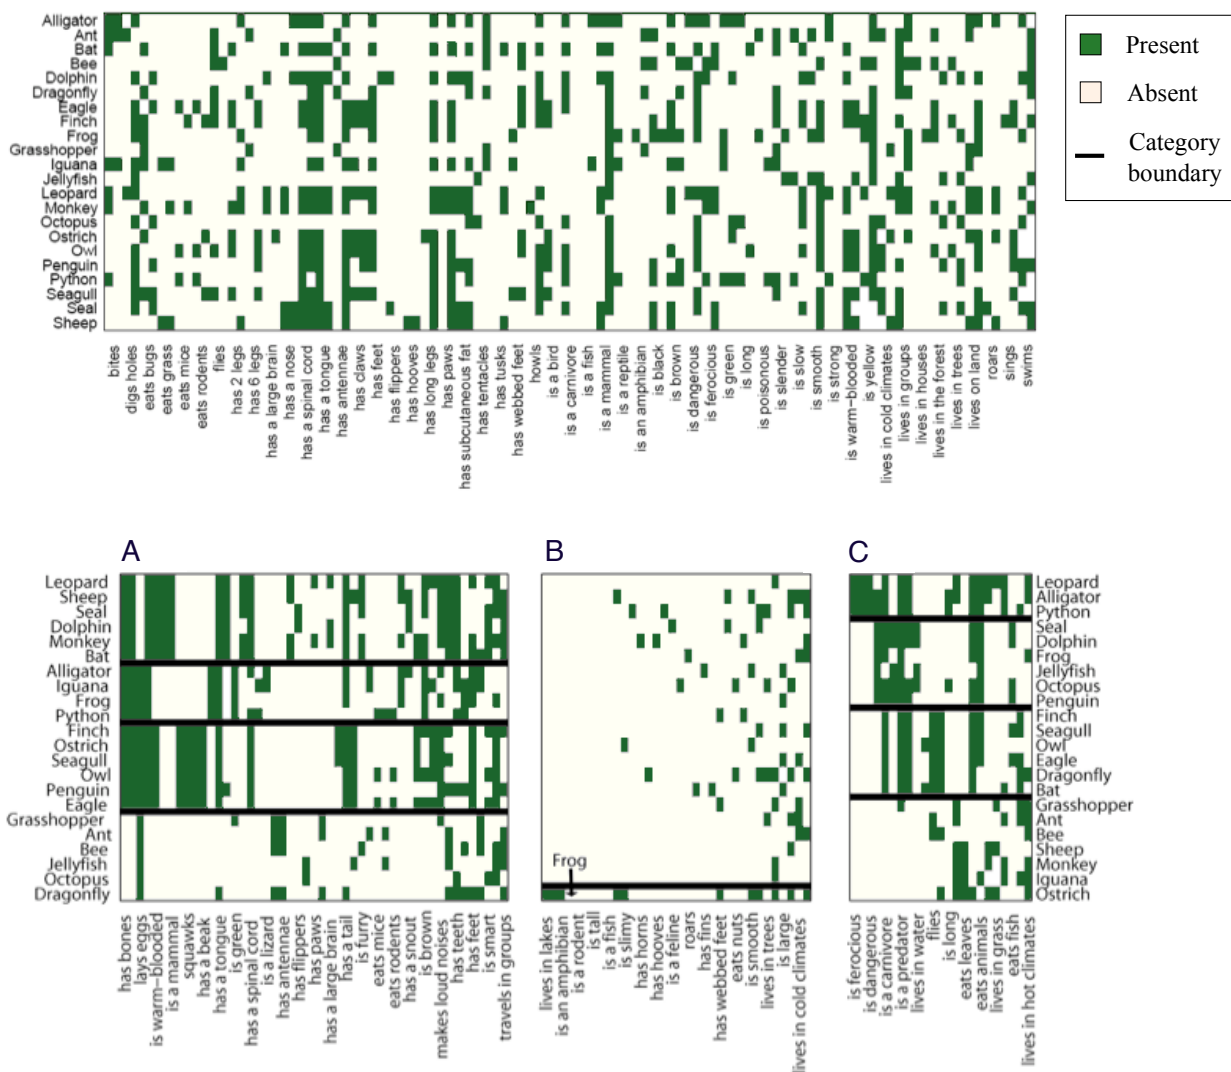 Alligator
Ant
Bat
Bee
Dolphin
Dragonfly
Eagle
Finch
Frog
Grasshopper
Iguana
Jellyfish
Leopard
Monkey
Octopus
Ostrich
Owl
Penguin
Python
Seagull
Seal
Sheep
Present
Absent
Category
boundary
bites
digs holes
eats bugs
eats grass
eats mice
eats rodents
flies
has 2 legs
has 6 legs
has a large brain
has a nose
has a spinal cord
has a tongue
has antennae
has claws
has feet
has flippers
has hooves
has long legs
has paws
has subcutaneous fat
has tentacles
has tusks
has webbed feet
howls
is a bird
is a carnivore
is a fish
is a mammal
is a reptile
is an amphibian
is black
is brown
is dangerous
is ferocious
is green
is long
is poisonous
is slender
is slow
is smooth
is strong
is warm-blooded
is yellow
lives in cold climates
lives in groups
lives in houses
lives in the forest
lives in trees
lives on land
roars
sings
swims
A
Leopard
Sheep
Seal
Dolphin
Monkey
Bat
Alligator
Iguana
Frog
Python
Finch
Ostrich
Seagull
Owl
Penguin
Eagle
Grasshopper
Ant
Bee
Jellyfish
Octopus
Dragonfly
has bones
lays eggs
is warm-blooded
is a mammal
squawks
has a beak
has a tongue
is green
has a spinal cord
is a lizard
has antennae
has flippers
has paws
has a large brain
has a tail
is furry
eats mice
eats rodents
has a snout
is brown
makes loud noises
has teeth
has feet
is smart
travels in groups
B
Frog
lives in lakes
is an amphibian
is a rodent
is tall
is a fish
is slimy
has horns
has hooves
is a feline
roars
has fins
has webbed feet
eats nuts
is smooth
lives in trees
is large
lives in cold climates
C
Leopard
Alligator
Python
Seal
Dolphin
Frog
Jellyfish
Octopus
Penguin
Finch
Seagull
Owl
Eagle
Dragonfly
Bat
Grasshopper
Ant
Bee
Sheep
Monkey
Iguana
Ostrich
is ferocious
is dangerous
is a carnivore
is a predator
lives in water
flies
is long
eats leaves
eats animals
lives in grass
eats fish
lives in hot climates